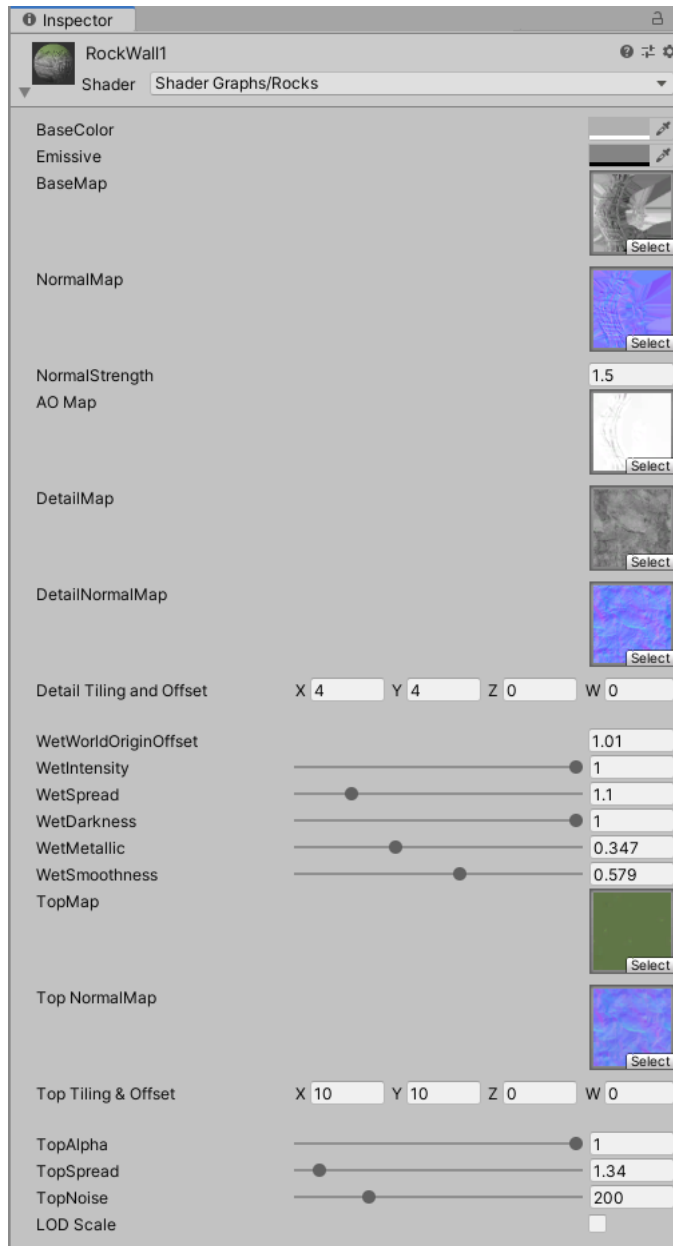 Inspector
RockWall1
Shader Shader Graphs/Rocks
BaseColor
Emissive
BaseMap
Select
NormalMap
Select
NormalStrength 1.5
AO Map
Select
DetailMap
Select
DetailNormalMap
Select
Detail Tiling and Offset X 4 Y 4 Z 0 W 0
WetWorldOriginOffset 1.01
WetIntensity 1
WetSpread 1.1
WetDarkness 1
WetMetallic 0.347
WetSmoothness 0.579
TopMap
Select
Top NormalMap
Select
Top Tiling & Offset X 10 Y 10 Z 0 W 0
TopAlpha 1
TopSpread 1.34
TopNoise 200
LOD Scale